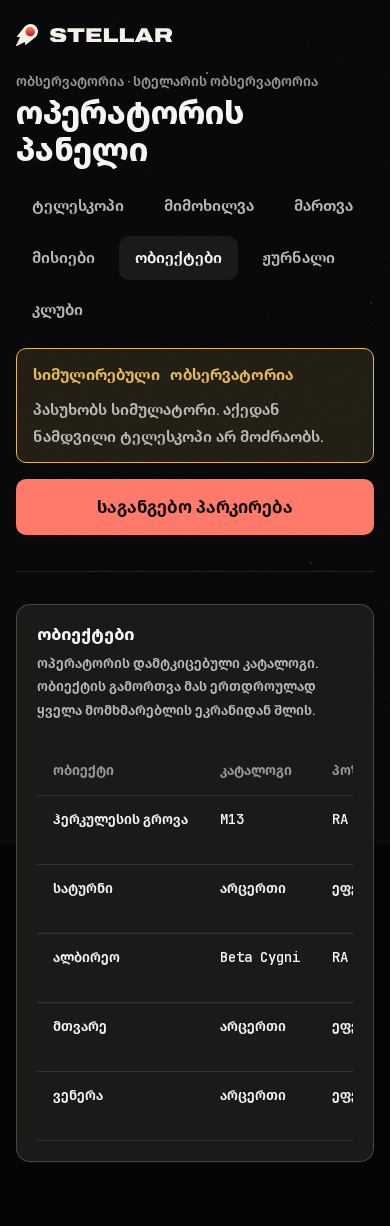 STELLAR
ობსერვატორია · სტელარის ობსერვატორია
ოპერატორის
პანელი
ტელესკოპი მიმოხილვა მართვა
მისიები ობიექტები ჟურნალი
კლუბი
სიმულირებული ობსერვატორია
პასუხობს სიმულატორი. აქედან
ნამდვილი ტელესკოპი არ მოძრაობს.
საგანგებო პარკირება
ობიექტები
ოპერატორის დამტკიცებული კატალოგი.
ობიექტის გამორთვა მას ერთდროულად
ყველა მომხმარებლის ეკრანიდან შლის.
ობიექტი კატალოგი
ჰერკულესის გროვა M13 RA
სატურნი არცერთი
ალბირეო Beta Cygni RA
მთვარე არცერთი
ვენერა არცერთი